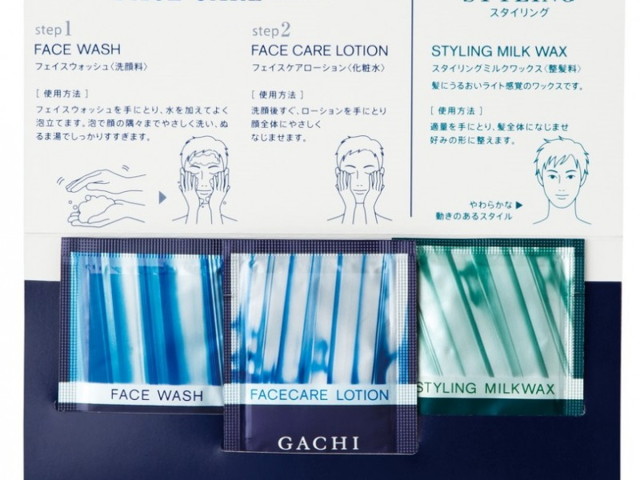 FACE CARE
STYLING
スタイリング
step1
FACE WASH
フェイスウォッシュ〈洗顔料〉
[ 使用方法 ]
フェイスウォッシュを手にとり、水を加えてよく
泡立てます。泡で顔の隅々までやさしく洗い、ぬ
るま湯でしっかりすすぎます。
step2
FACE CARE LOTION
フェイスケアローション〈化粧水〉
[ 使用方法 ]
洗顔後すぐ、ローションを手にとり
顔全体にやさしく
なじませます。
STYLING MILK WAX
スタイリングミルクワックス〈整髪料〉
髪にうるおいライト感覚のワックスです。
[ 使用方法 ]
適量を手にとり、髪全体になじませ
好みの形に整えます。
やわらかな ▶
動きのあるスタイル
FACE WASH
FACECARE LOTION
STYLING MILKWAX
GACHI